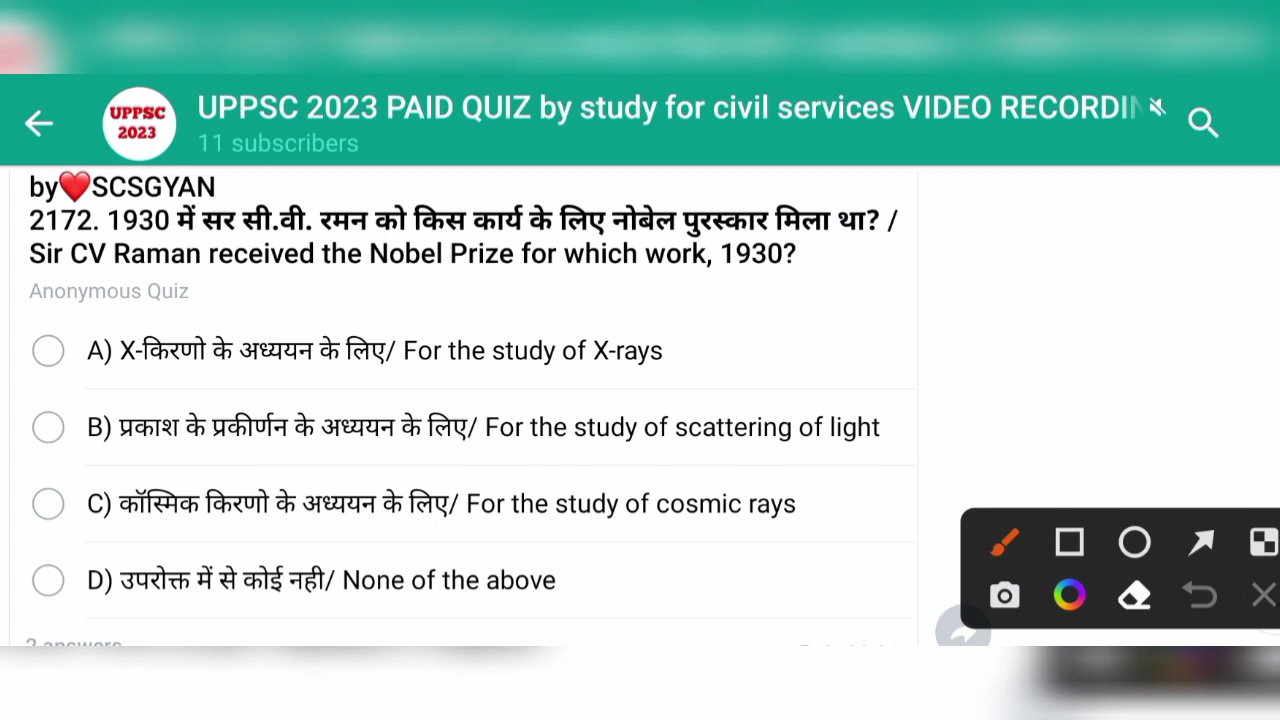 UPPSC
2023
UPPSC 2023 PAID QUIZ by study for civil services VIDEO RECORDIN
11 subscribers
by❤️SCSGYAN
2172. 1930 में सर सी.वी. रमन को किस कार्य के लिए नोबेल पुरस्कार मिला था? /
Sir CV Raman received the Nobel Prize for which work, 1930?
Anonymous Quiz
A) X-किरणो के अध्ययन के लिए/ For the study of X-rays
B) प्रकाश के प्रकीर्णन के अध्ययन के लिए/ For the study of scattering of light
C) कॉस्मिक किरणो के अध्ययन के लिए/ For the study of cosmic rays
D) उपरोक्त में से कोई नही/ None of the above
2 answers